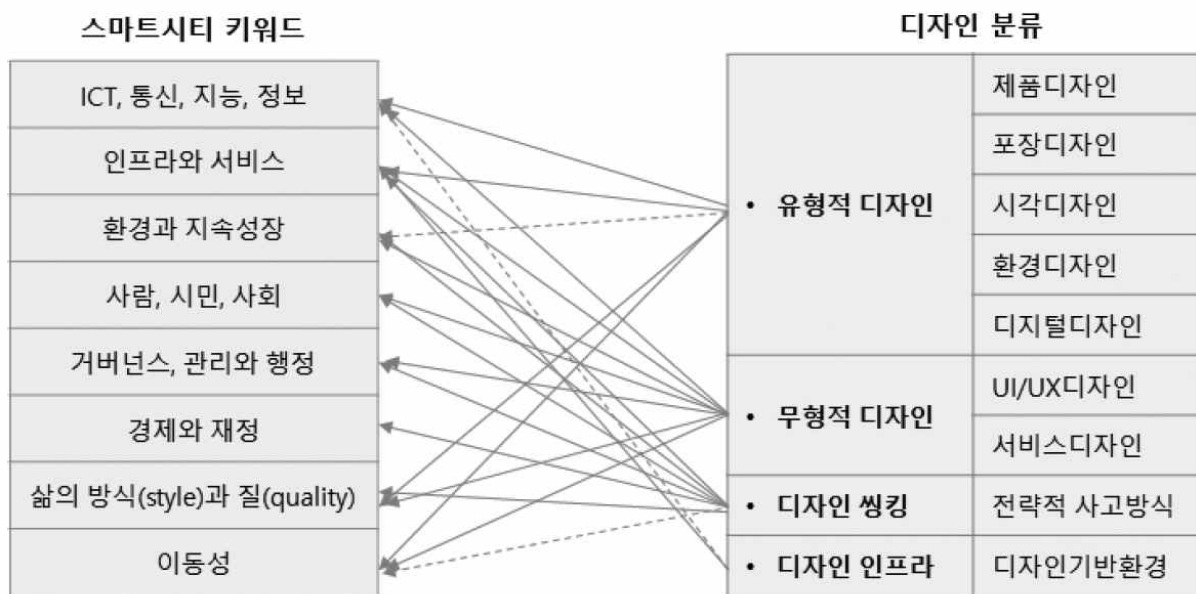 스마트시티 키워드
디자인 분류
ICT, 통신, 지능, 정보
인프라와 서비스
환경과 지속성장
사람, 시민, 사회
거버넌스, 관리와 행정
경제와 재정
삶의 방식(style)과 질(quality)
이동성
• 유형적 디자인
제품디자인
포장디자인
시각디자인
환경디자인
디지털디자인
• 무형적 디자인
UI/UX디자인
서비스디자인
• 디자인 씽킹
전략적 사고방식
• 디자인 인프라
디자인기반환경